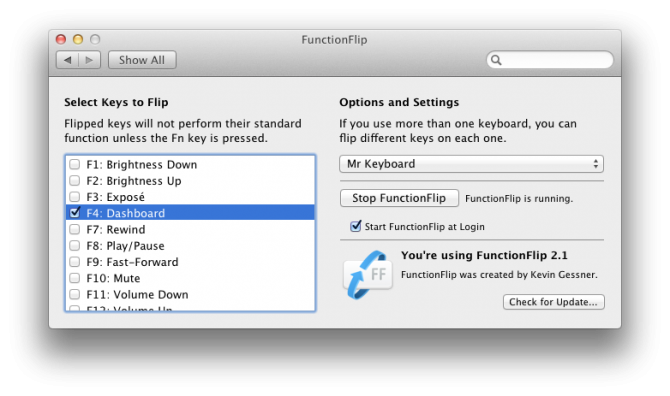 FunctionFlip
Show All
Select Keys to Flip
Flipped keys will not perform their standard
function unless the Fn key is pressed.
F1: Brightness Down
F2: Brightness Up
F3: Exposé
F4: Dashboard
F7: Rewind
F8: Play/Pause
F9: Fast-Forward
F10: Mute
F11: Volume Down
F12: Volume Up
Options and Settings
If you use more than one keyboard, you can
flip different keys on each one.
Mr Keyboard
Stop FunctionFlip FunctionFlip is running.
Start FunctionFlip at Login
FF
You're using FunctionFlip 2.1
FunctionFlip was created by Kevin Gessner.
Check for Update...